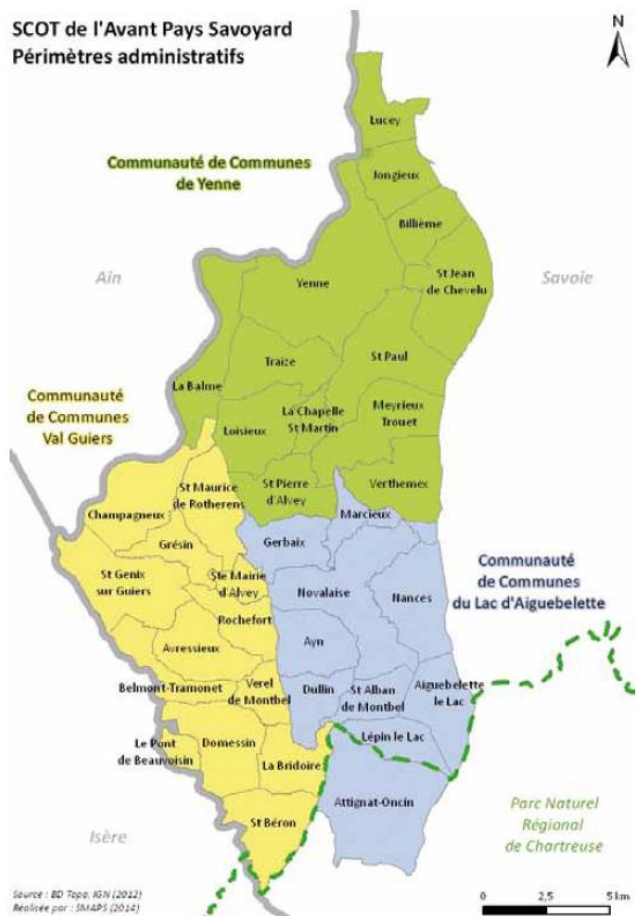 SCOT de l'Avant Pays Savoyard
Périmètres administratifs
N
Lucey
Communauté de Communes
de Yenne
Jongieux
Billième
Ain
Yenne
St Jean
de Chevelu
Savoie
Traize
St Paul
La Balme
Communauté
de Communes
Val Guiers
Loisieux
La Chapelle
St Martin
Meyrieux
Trouet
St Maurice
de Rotherens
St Pierre
d'Alvey
Verthemex
Champagneux
Marcieux
Grésin
Gerbaix
Communauté
de Communes
du Lac d'Aiguebelette
St Genix
sur Guiers
Ste Mairie
d'Alvey
Novalaise
Nances
Rochefort
Avressieux
Ayn
Belmont-Tramonet
Verel
de Montbel
Dullin
St Alban
de Montbel
Aiguebelette
le Lac
Le Pont
de Beauvoisin
Domessin
La Bridoire
Lépin le Lac
Attignat-Oncin
St Béron
Isère
Parc Naturel
Régional
de Chartreuse
Source : BD Topo, IGN (2012)
Réalisée par : SMAPS (2014)
0 2,5 5 km